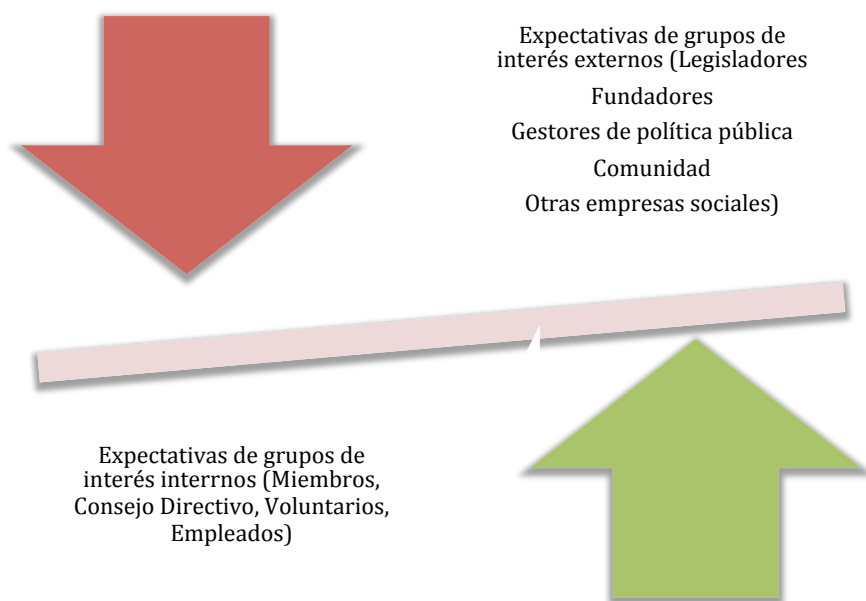 Expectativas de grupos de
interés externos (Legisladores
Fundadores
Gestores de política pública
Comunidad
Otras empresas sociales)
Expectativas de grupos de
interés interrnos (Miembros,
Consejo Directivo, Voluntarios,
Empleados)